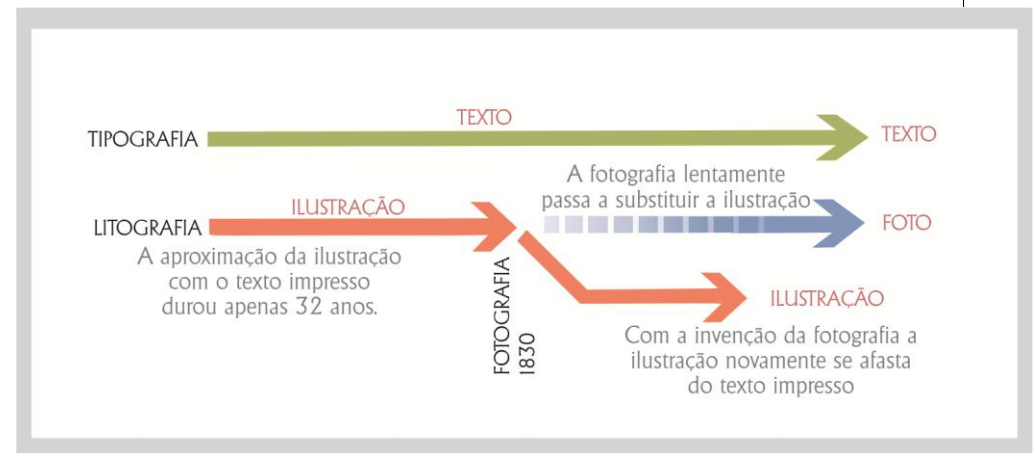 TEXTO
TIPOGRAFIA
TEXTO
A fotografia lentamente
passa a substituir a ilustração
ILUSTRAÇÃO
LITOGRAFIA
FOTO
A aproximação da ilustração
com o texto impresso
durou apenas 32 anos.
FOTOGRAFIA
1830
ILUSTRAÇÃO
Com a invenção da fotografia a
ilustração novamente se afasta
do texto impresso